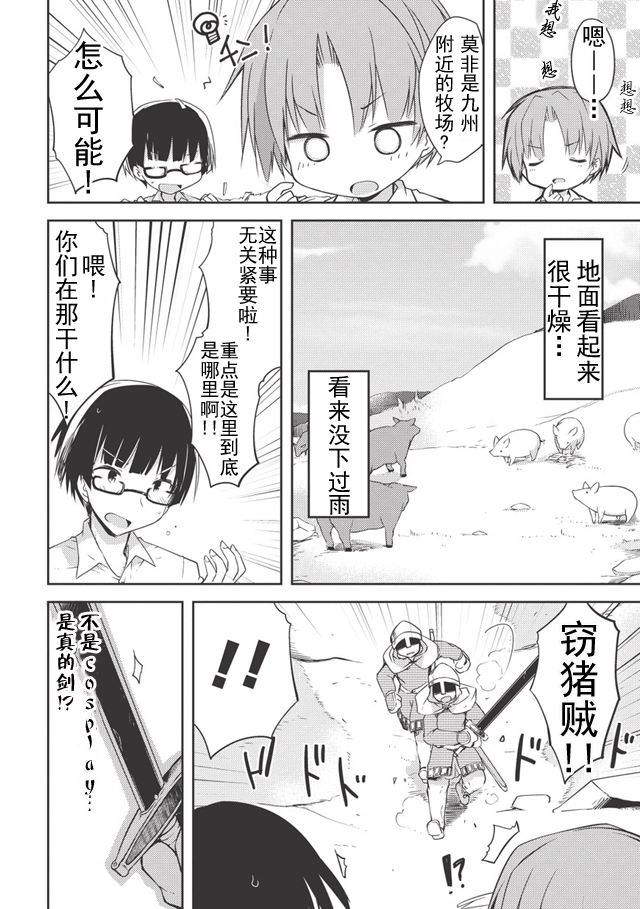 嗯——…
我想
想
想想
莫非是九州
附近的牧场？
メン！
怎么可能！
地面看起来
很干燥…
看来没下过雨
这种事
无关紧要啦！
重点是这里到底
是哪里啊!!
喂！
你们在那干什么！
窃猪贼!!
!!
ドド
ドド
不是cosplay…
是真的剑!?